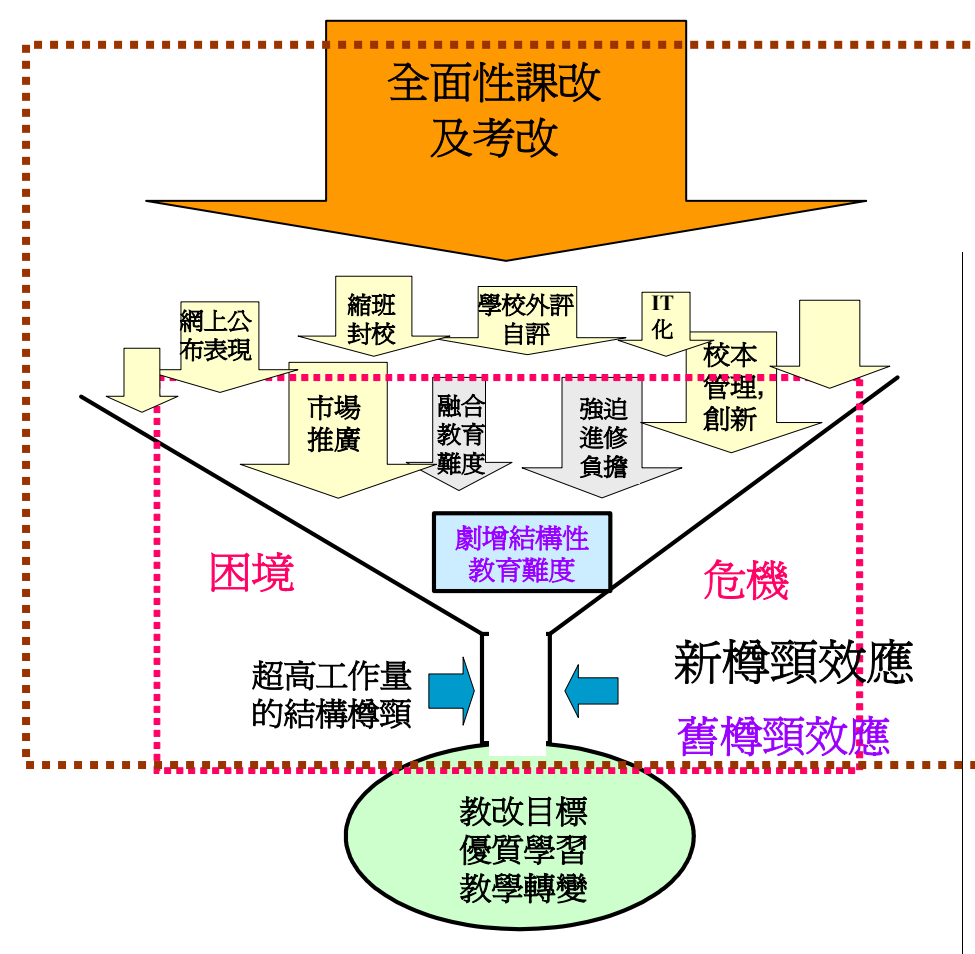 全面性課改
及考改
縮班
封校
學校外評
自評
IT
化
網上公
布表現
校本
管理,
創新
市場
推廣
融合
教育
難度
強迫
進修
負擔
劇增結構性
教育難度
困境
危機
新樽頸效應
超高工作量
的結構樽頸
舊樽頸效應
教改目標
優質學習
教學轉變